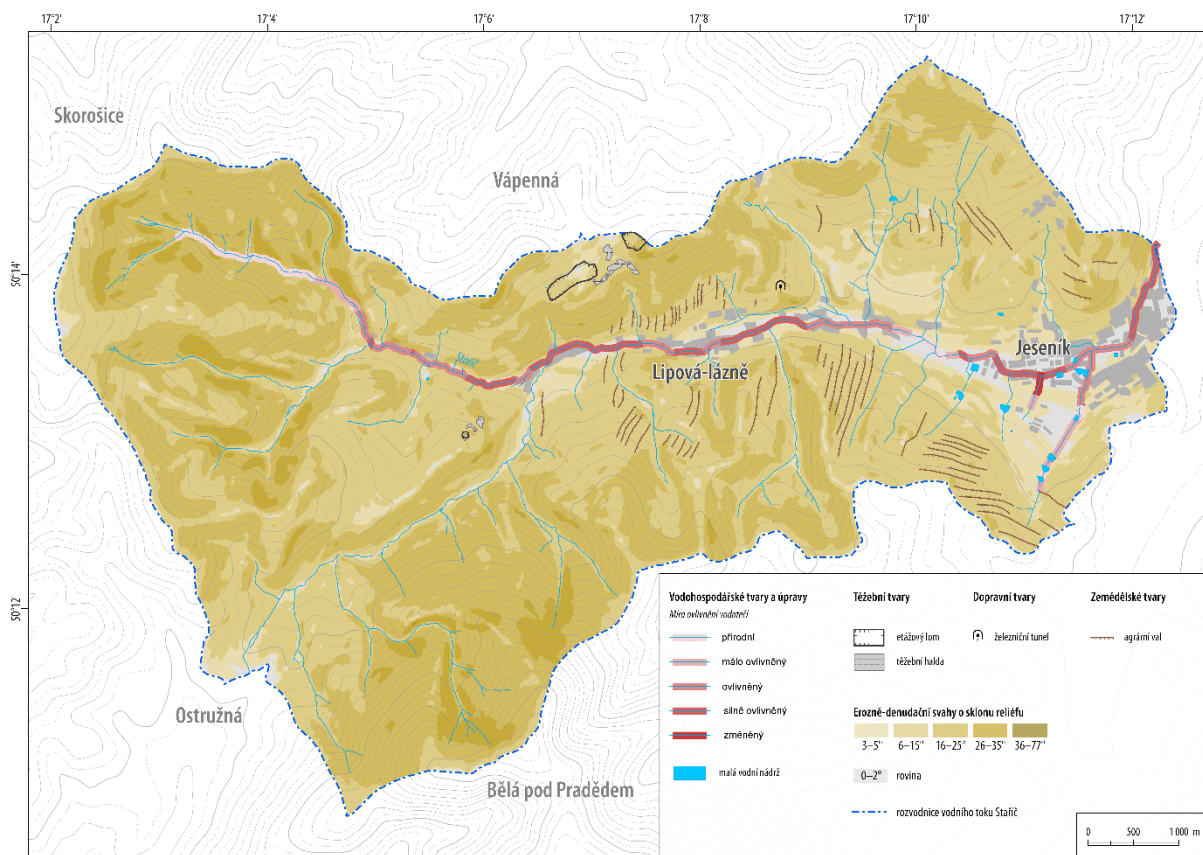 17°2' 17°4' 17°6' 17°8' 17°10' 17°12'
Skorošice
Vápenná
50°14'
Staříč
Jeseník
Lipová-lázně
50°12'
Ostružná
Bělá pod Pradědem
Vodohospodářské tvary a úpravy
Míra ovlivnění vodotečí
přírodní
málo ovlivněný
ovlivněný
silně ovlivněný
změněný
malá vodní nádrž
Těžební tvary
etážový lom
těžební halda
Dopravní tvary
železniční tunel
Zemědělské tvary
agrární val
Erozně-denudační svahy o sklonu reliéfu
3–5° 6–15° 16–25° 26–35° 36–77°
0–2° rovina
rozvodnice vodního toku Staříč
0 500 1 000 m